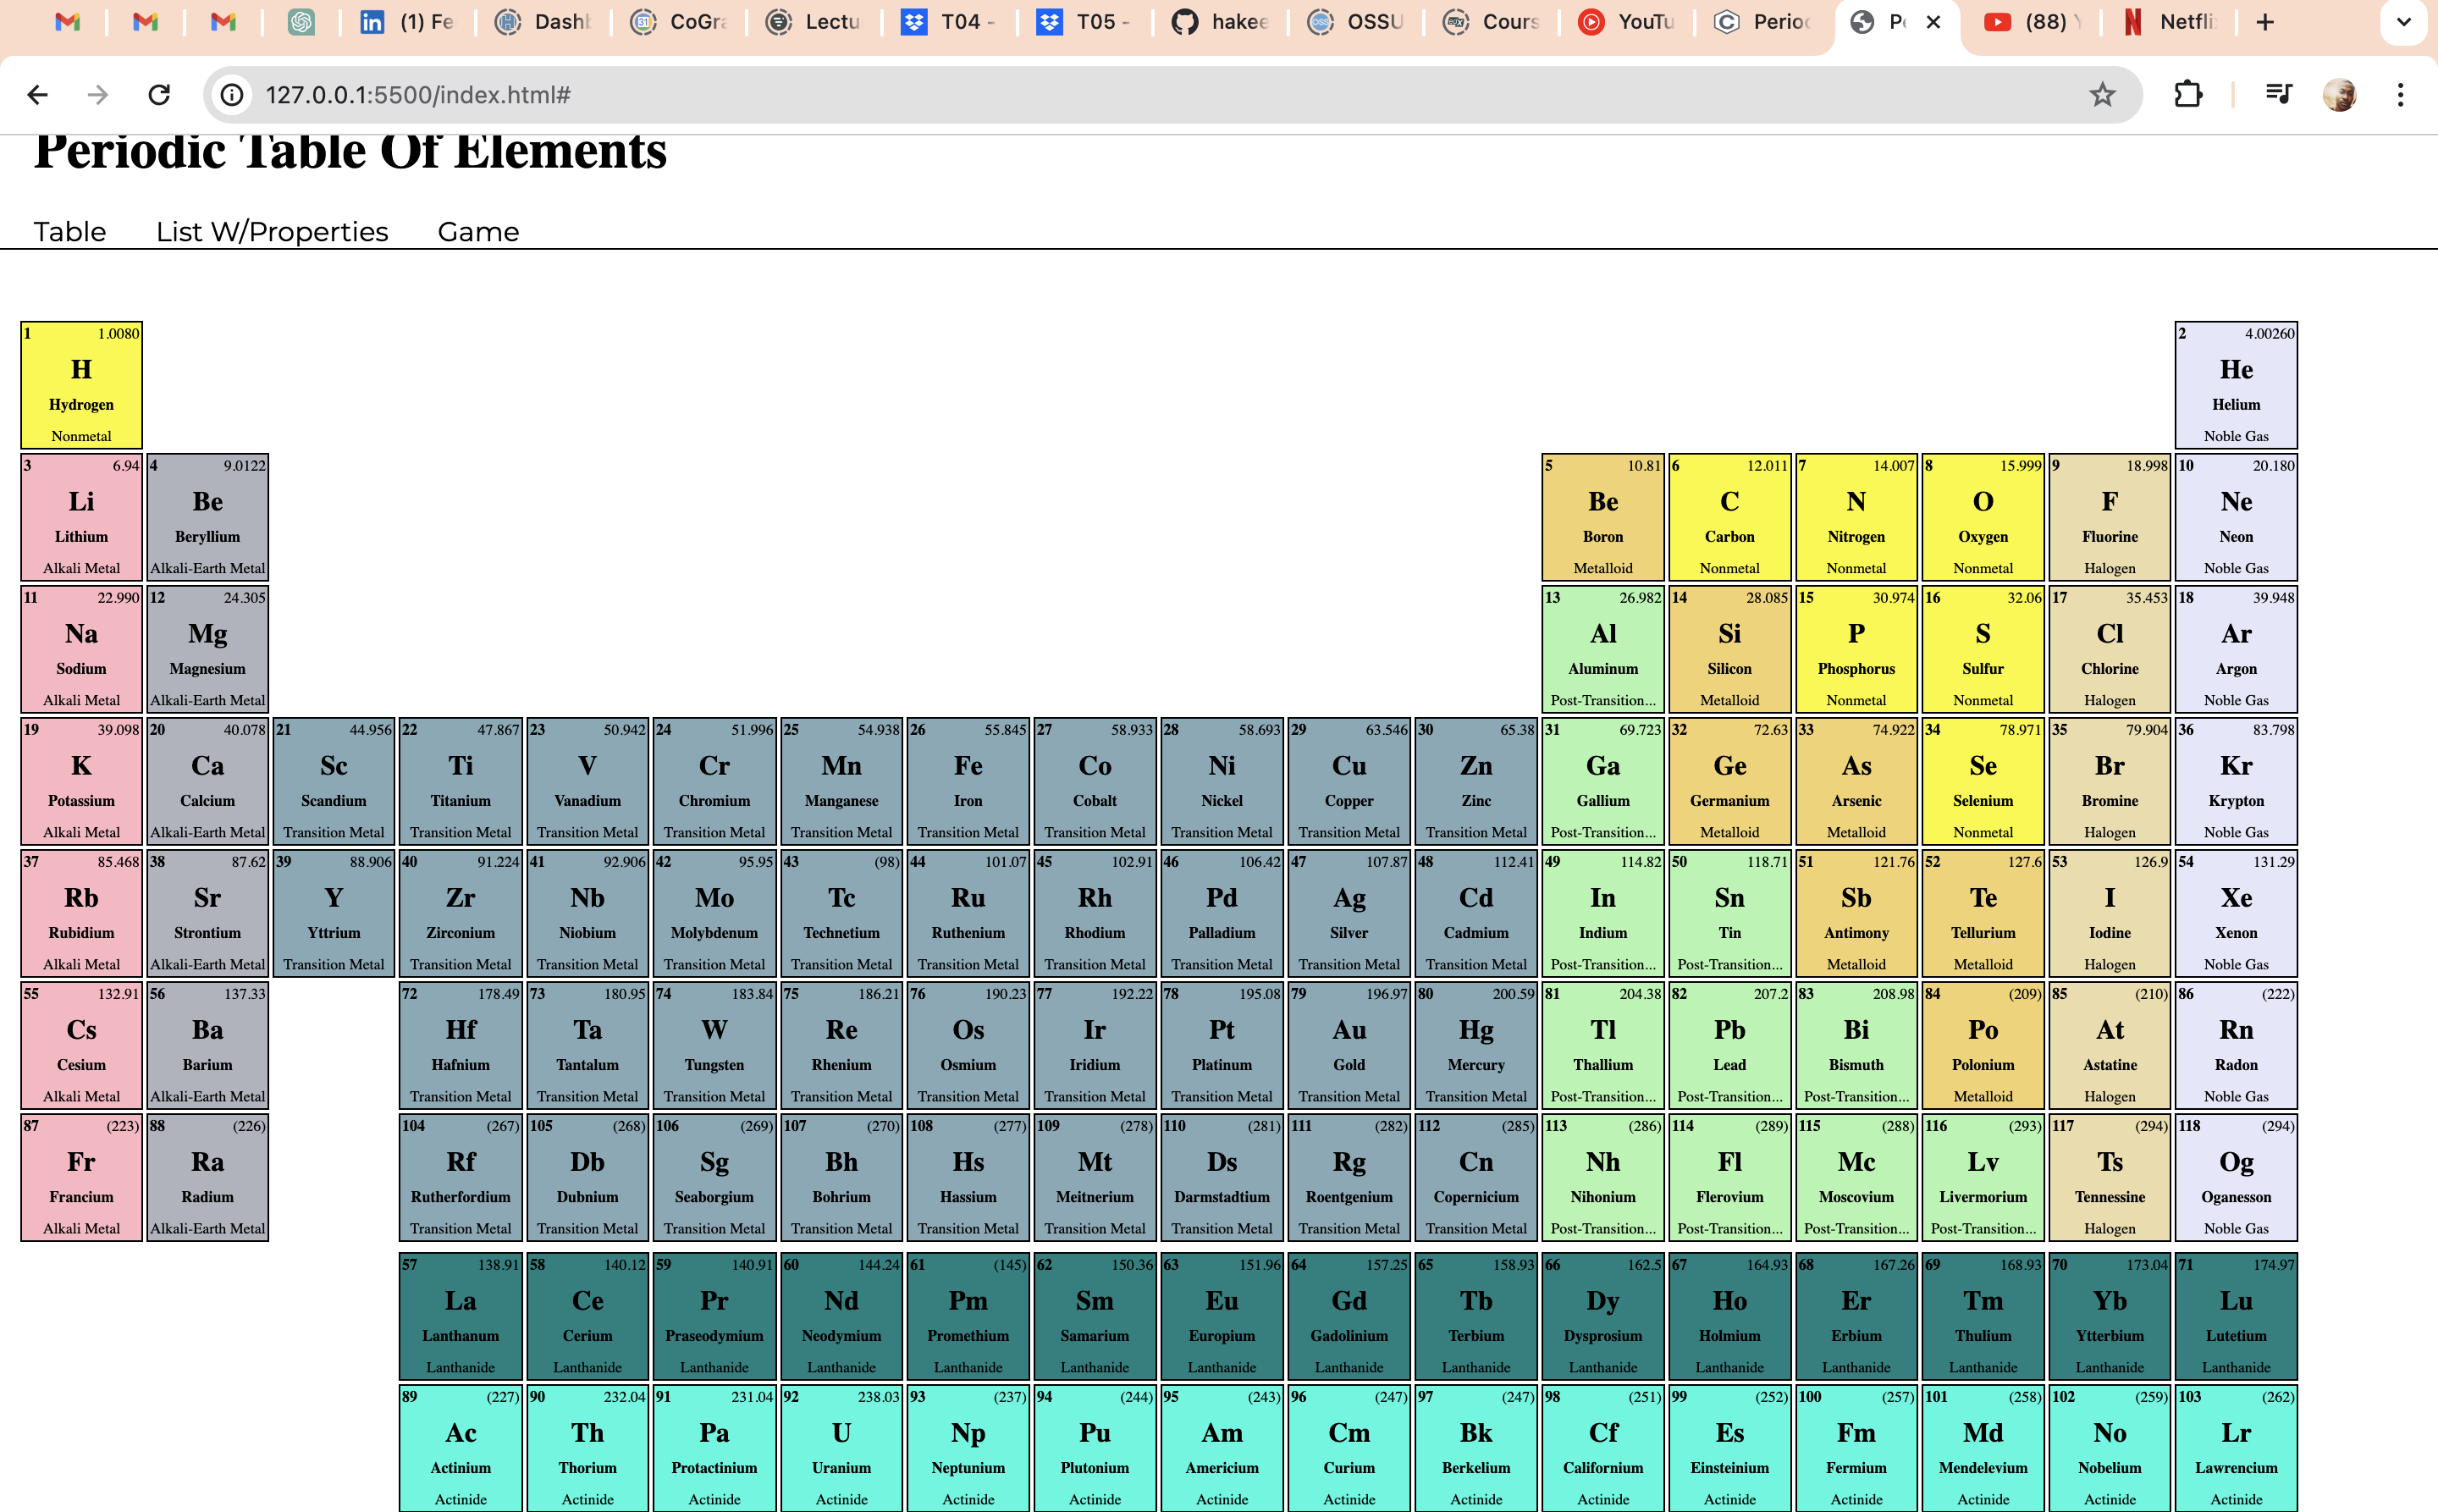 (1) Fe Dashb CoGra Lectu T04 - T05 - hakee OSSU Cours YouTu Period Pe (88) Y Netfli
127.0.0.1:5500/index.html#
Periodic Table Of Elements
Table List W/Properties Game
1 1.0080 2 4.00260
H He
Hydrogen Helium
Nonmetal Noble Gas
3 6.94 4 9.0122 5 10.81 6 12.011 7 14.007 8 15.999 9 18.998 10 20.180
Li Be Be C N O F Ne
Lithium Beryllium Boron Carbon Nitrogen Oxygen Fluorine Neon
Alkali Metal Alkali-Earth Metal Metalloid Nonmetal Nonmetal Nonmetal Halogen Noble Gas
11 22.990 12 24.305 13 26.982 14 28.085 15 30.974 16 32.06 17 35.453 18 39.948
Na Mg Al Si P S Cl Ar
Sodium Magnesium Aluminum Silicon Phosphorus Sulfur Chlorine Argon
Alkali Metal Alkali-Earth Metal Post-Transition... Metalloid Nonmetal Nonmetal Halogen Noble Gas
19 39.098 20 40.078 21 44.956 22 47.867 23 50.942 24 51.996 25 54.938 26 55.845 27 58.933 28 58.693 29 63.546 30 65.38 31 69.723 32 72.63 33 74.922 34 78.971 35 79.904 36 83.798
K Ca Sc Ti V Cr Mn Fe Co Ni Cu Zn Ga Ge As Se Br Kr
Potassium Calcium Scandium Titanium Vanadium Chromium Manganese Iron Cobalt Nickel Copper Zinc Gallium Germanium Arsenic Selenium Bromine Krypton
Alkali Metal Alkali-Earth Metal Transition Metal Transition Metal Transition Metal Transition Metal Transition Metal Transition Metal Transition Metal Transition Metal Transition Metal Transition Metal Post-Transition... Metalloid Metalloid Nonmetal Halogen Noble Gas
37 85.468 38 87.62 39 88.906 40 91.224 41 92.906 42 95.95 43 (98) 44 101.07 45 102.91 46 106.42 47 107.87 48 112.41 49 114.82 50 118.71 51 121.76 52 127.6 53 126.9 54 131.29
Rb Sr Y Zr Nb Mo Tc Ru Rh Pd Ag Cd In Sn Sb Te I Xe
Rubidium Strontium Yttrium Zirconium Niobium Molybdenum Technetium Ruthenium Rhodium Palladium Silver Cadmium Indium Tin Antimony Tellurium Iodine Xenon
Alkali Metal Alkali-Earth Metal Transition Metal Transition Metal Transition Metal Transition Metal Transition Metal Transition Metal Transition Metal Transition Metal Transition Metal Transition Metal Post-Transition... Post-Transition... Metalloid Metalloid Halogen Noble Gas
55 132.91 56 137.33 72 178.49 73 180.95 74 183.84 75 186.21 76 190.23 77 192.22 78 195.08 79 196.97 80 200.59 81 204.38 82 207.2 83 208.98 84 (209) 85 (210) 86 (222)
Cs Ba Hf Ta W Re Os Ir Pt Au Hg Tl Pb Bi Po At Rn
Cesium Barium Hafnium Tantalum Tungsten Rhenium Osmium Iridium Platinum Gold Mercury Thallium Lead Bismuth Polonium Astatine Radon
Alkali Metal Alkali-Earth Metal Transition Metal Transition Metal Transition Metal Transition Metal Transition Metal Transition Metal Transition Metal Transition Metal Transition Metal Post-Transition... Post-Transition... Post-Transition... Metalloid Halogen Noble Gas
87 (223) 88 (226) 104 (267) 105 (268) 106 (269) 107 (270) 108 (277) 109 (278) 110 (281) 111 (282) 112 (285) 113 (286) 114 (289) 115 (288) 116 (293) 117 (294) 118 (294)
Fr Ra Rf Db Sg Bh Hs Mt Ds Rg Cn Nh Fl Mc Lv Ts Og
Francium Radium Rutherfordium Dubnium Seaborgium Bohrium Hassium Meitnerium Darmstadtium Roentgenium Copernicium Nihonium Flerovium Moscovium Livermorium Tennessine Oganesson
Alkali Metal Alkali-Earth Metal Transition Metal Transition Metal Transition Metal Transition Metal Transition Metal Transition Metal Transition Metal Transition Metal Transition Metal Post-Transition... Post-Transition... Post-Transition... Post-Transition... Halogen Noble Gas
57 138.91 58 140.12 59 140.91 60 144.24 61 (145) 62 150.36 63 151.96 64 157.25 65 158.93 66 162.5 67 164.93 68 167.26 69 168.93 70 173.04 71 174.97
La Ce Pr Nd Pm Sm Eu Gd Tb Dy Ho Er Tm Yb Lu
Lanthanum Cerium Praseodymium Neodymium Promethium Samarium Europium Gadolinium Terbium Dysprosium Holmium Erbium Thulium Ytterbium Lutetium
Lanthanide Lanthanide Lanthanide Lanthanide Lanthanide Lanthanide Lanthanide Lanthanide Lanthanide Lanthanide Lanthanide Lanthanide Lanthanide Lanthanide Lanthanide
89 (227) 90 232.04 91 231.04 92 238.03 93 (237) 94 (244) 95 (243) 96 (247) 97 (247) 98 (251) 99 (252) 100 (257) 101 (258) 102 (259) 103 (262)
Ac Th Pa U Np Pu Am Cm Bk Cf Es Fm Md No Lr
Actinium Thorium Protactinium Uranium Neptunium Plutonium Americium Curium Berkelium Californium Einsteinium Fermium Mendelevium Nobelium Lawrencium
Actinide Actinide Actinide Actinide Actinide Actinide Actinide Actinide Actinide Actinide Actinide Actinide Actinide Actinide Actinide